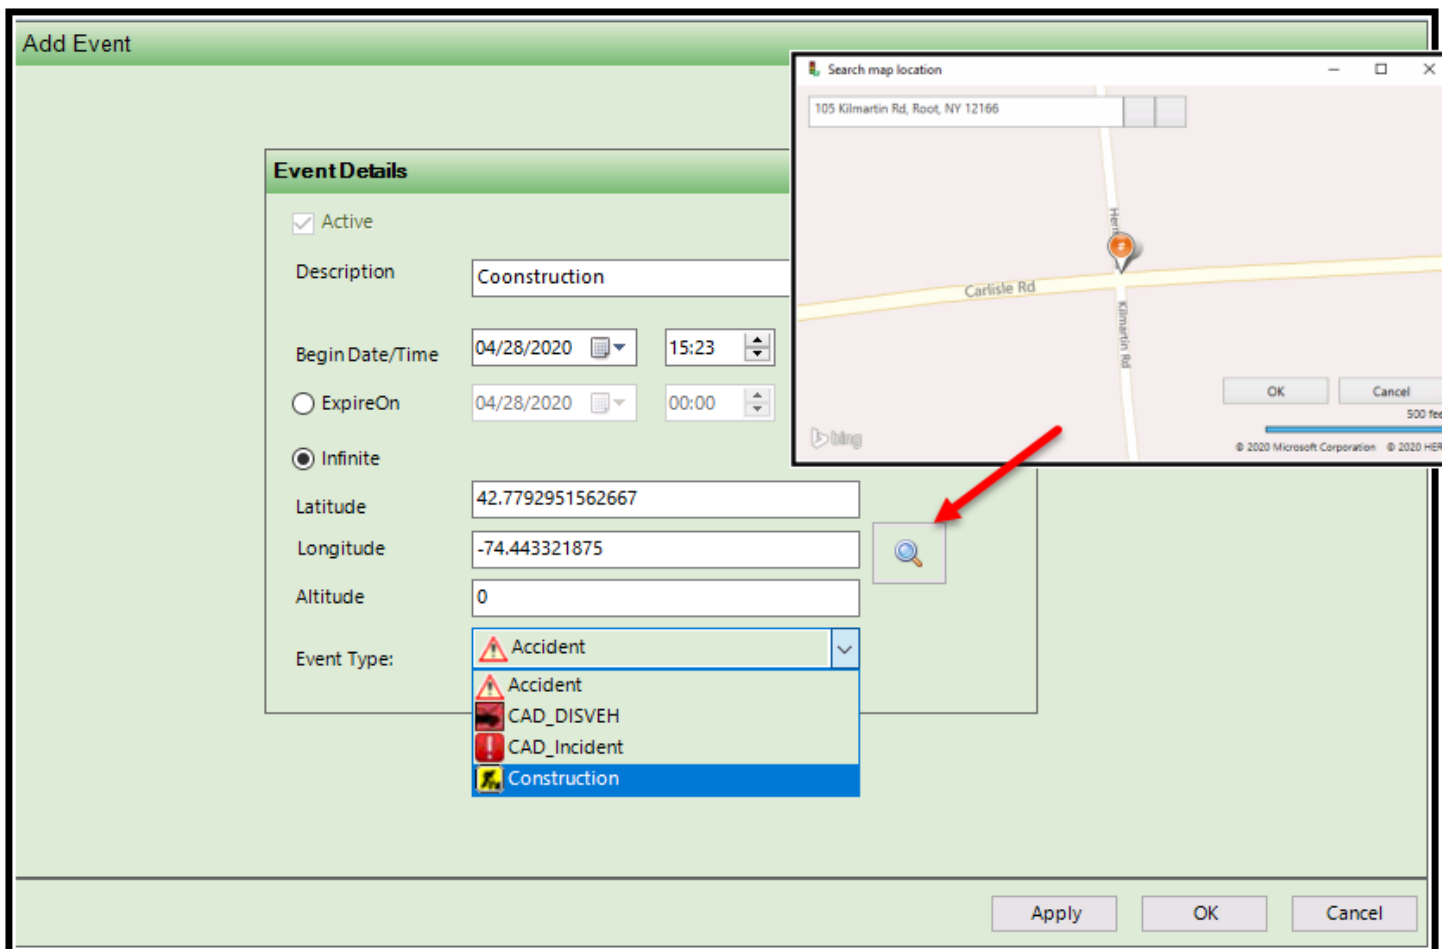 Add Event
Search map location
105 Kilmartin Rd, Root, NY 12166
Event Details
Active
Description
Coonstruction
Carlisle Rd
Kilmartin Rd
Begin Date/Time
04/28/2020
15:23
ExpireOn
04/28/2020
00:00
OK
Cancel
500 fee
bing
© 2020 Microsoft Corporation © 2020 HER
Infinite
Latitude
42.7792951562667
Longitude
-74.443321875
Altitude
0
Event Type:
Accident
Accident
CAD_DISVEH
CAD_Incident
Construction
Apply
OK
Cancel